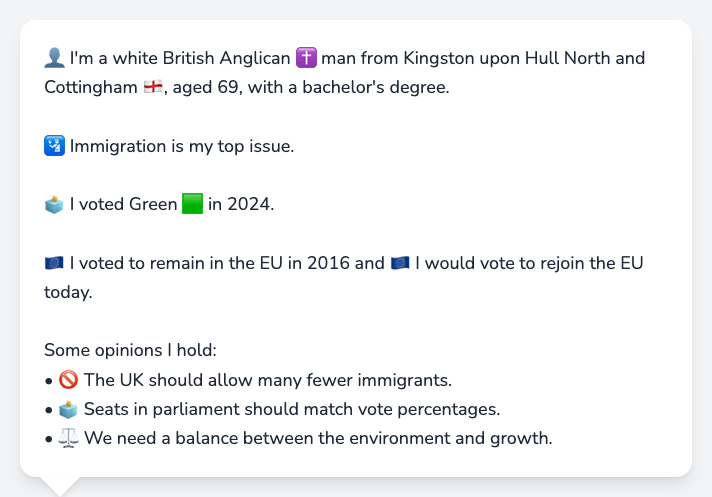 👤 I'm a white British Anglican ✝️ man from Kingston upon Hull North and
Cottingham 🏴󠁧󠁢󠁥󠁮󠁧󠁿, aged 69, with a bachelor's degree.
🛂 Immigration is my top issue.
🗳️ I voted Green 🟩 in 2024.
🇪🇺 I voted to remain in the EU in 2016 and 🇪🇺 I would vote to rejoin the EU
today.
Some opinions I hold:
• 🚫 The UK should allow many fewer immigrants.
• 🗳️ Seats in parliament should match vote percentages.
• ⚖️ We need a balance between the environment and growth.